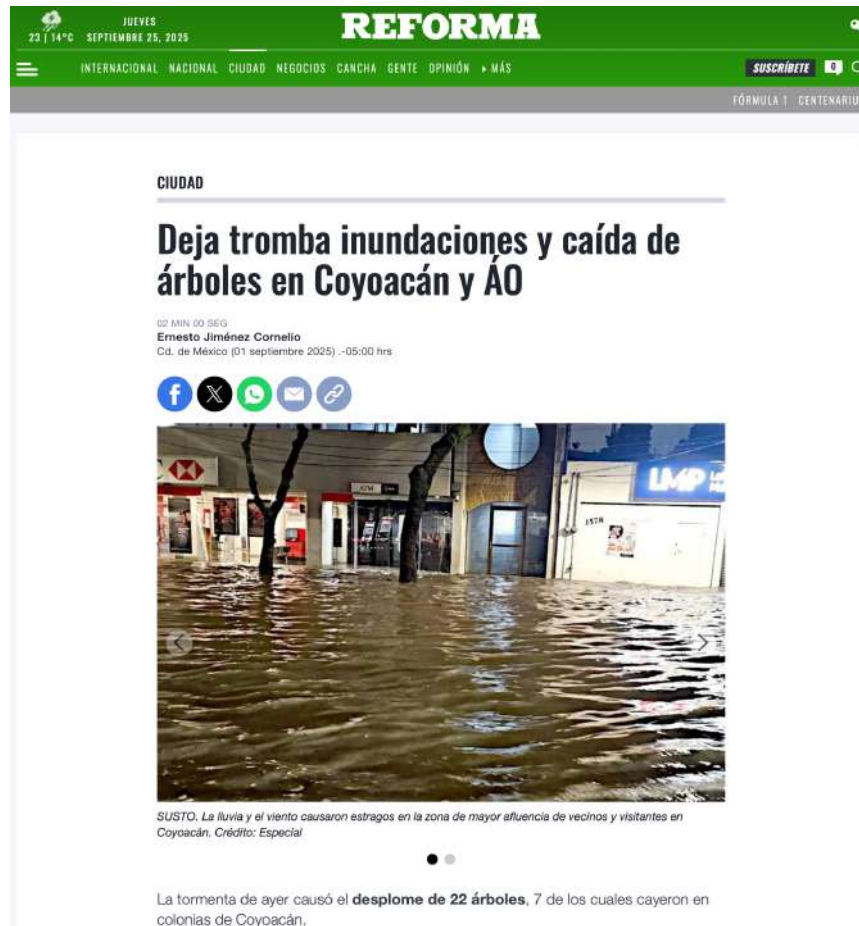 JUEVES
23 | 14°C SEPTIEMBRE 25, 2025
REFORMA
INTERNACIONAL NACIONAL CIUDAD NEGOCIOS CANCHA GENTE OPINIÓN ▸ MÁS
SUSCRÍBETE 0
FÓRMULA 1 CENTENARIU
CIUDAD
Deja tromba inundaciones y caída de
árboles en Coyoacán y ÁO
02 MIN 00 SEG
Ernesto Jiménez Cornelio
Cd. de México (01 septiembre 2025) .-05:00 hrs
LMP
1578
SUSTO. La lluvia y el viento causaron estragos en la zona de mayor afluencia de vecinos y visitantes en
Coyoacán. Crédito: Especial
La tormenta de ayer causó el desplome de 22 árboles, 7 de los cuales cayeron en
colonias de Coyoacán.